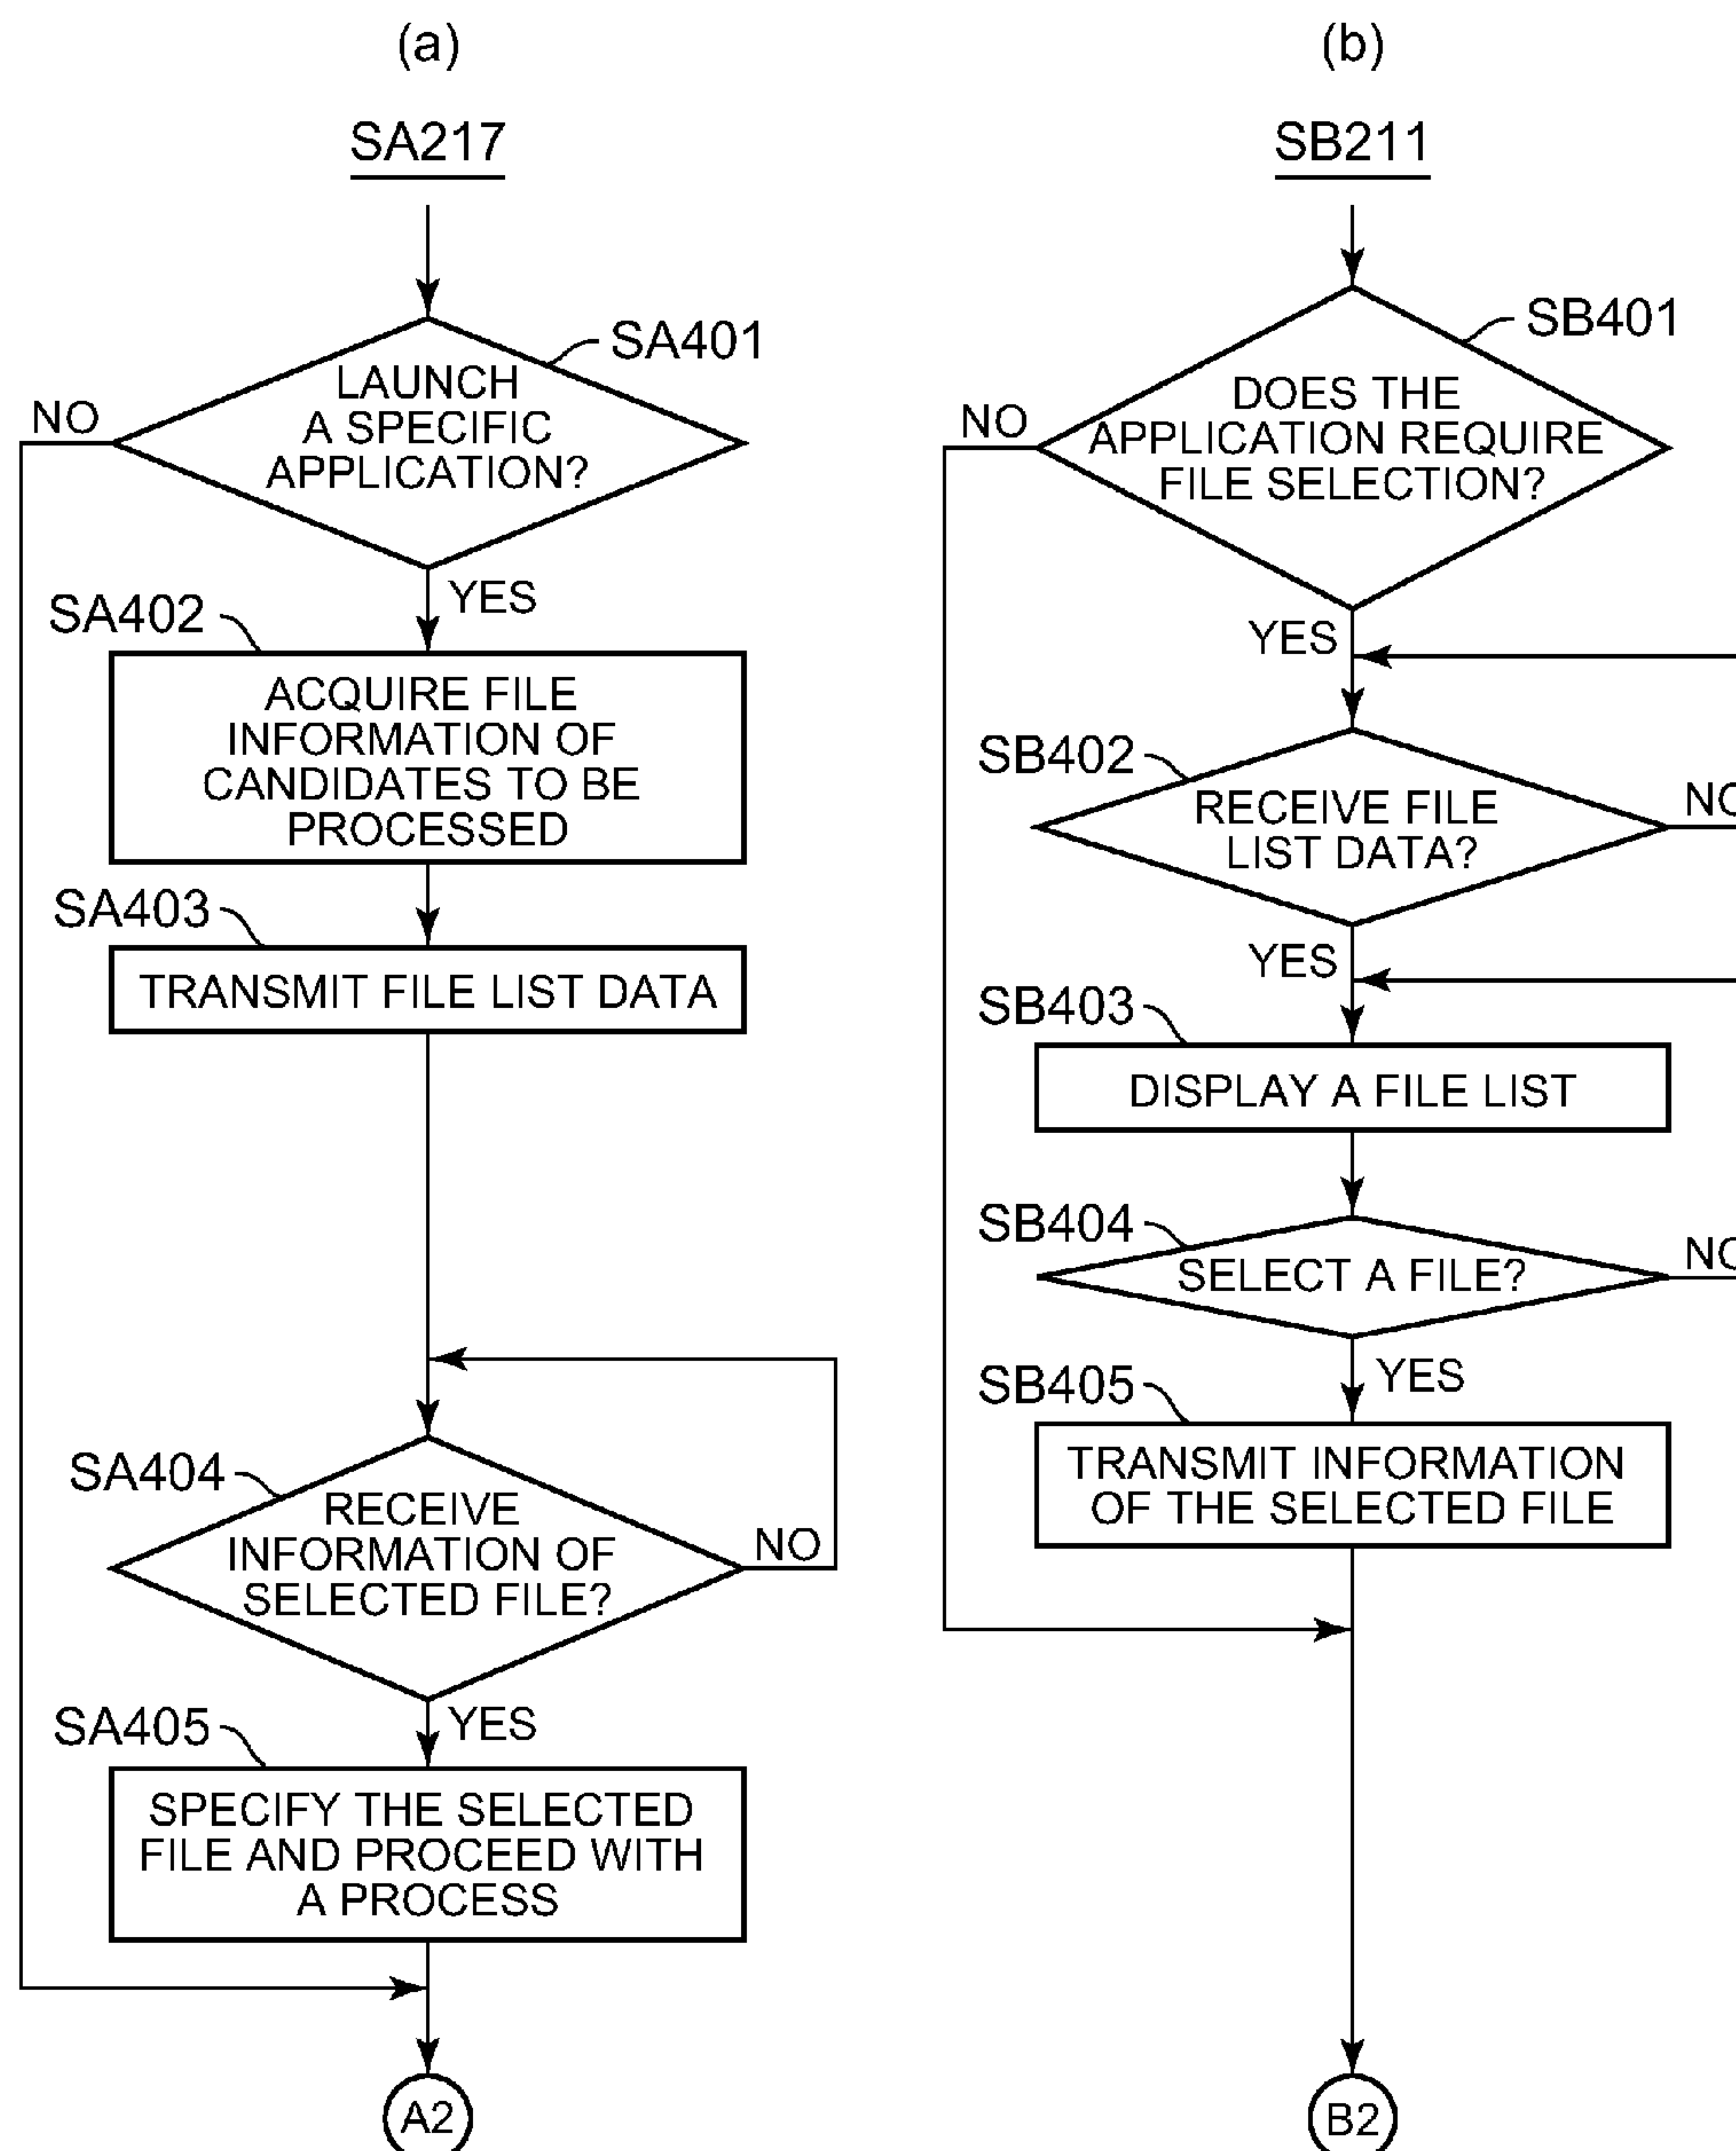 (a)
SA217
SA401
LAUNCH
A SPECIFIC
APPLICATION?
NO
YES
SA402
ACQUIRE FILE
INFORMATION OF
CANDIDATES TO BE
PROCESSED
SA403
TRANSMIT FILE LIST DATA
SA404
RECEIVE
INFORMATION OF
SELECTED FILE?
NO
YES
SA405
SPECIFY THE SELECTED
FILE AND PROCEED WITH
A PROCESS
A2
(b)
SB211
SB401
DOES THE
APPLICATION REQUIRE
FILE SELECTION?
NO
YES
SB402
RECEIVE FILE
LIST DATA?
NO
YES
SB403
DISPLAY A FILE LIST
SB404
SELECT A FILE?
NO
YES
SB405
TRANSMIT INFORMATION
OF THE SELECTED FILE
B2